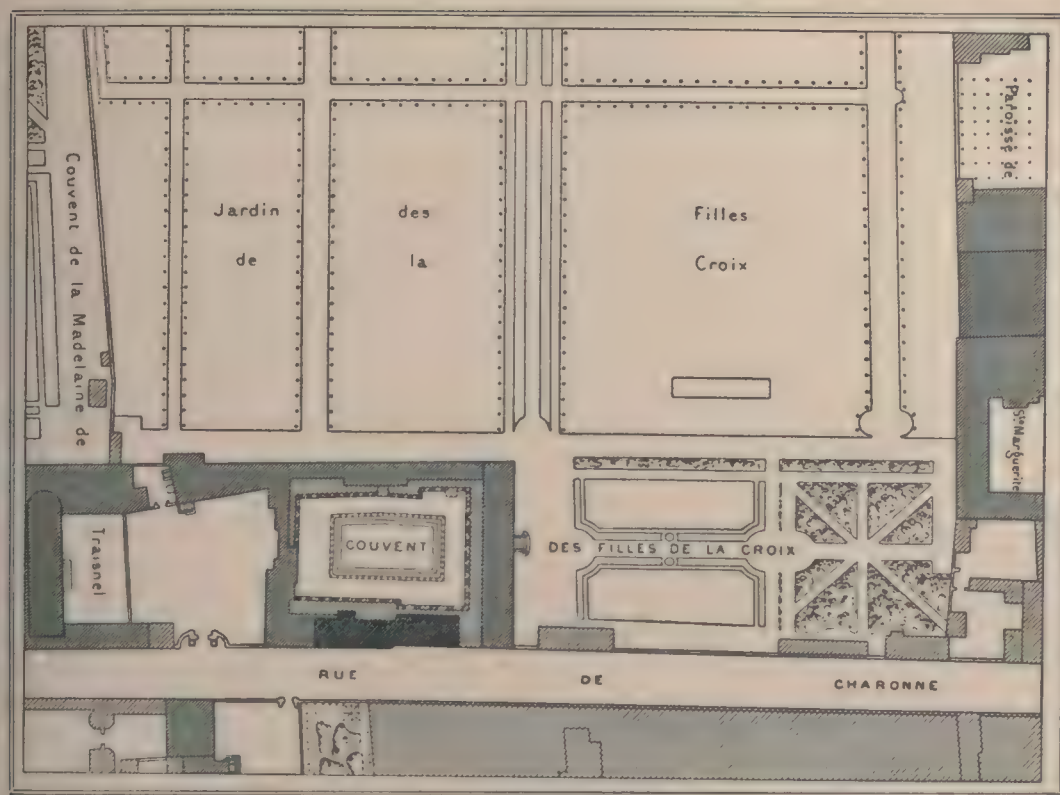 Couvent de la Madelaine de
Traisnel
Jardin des Filles
de la Croix
Paroisse de
Ste Marguerite
COUVENT DES FILLES DE LA CROIX
RUE DE CHARONNE